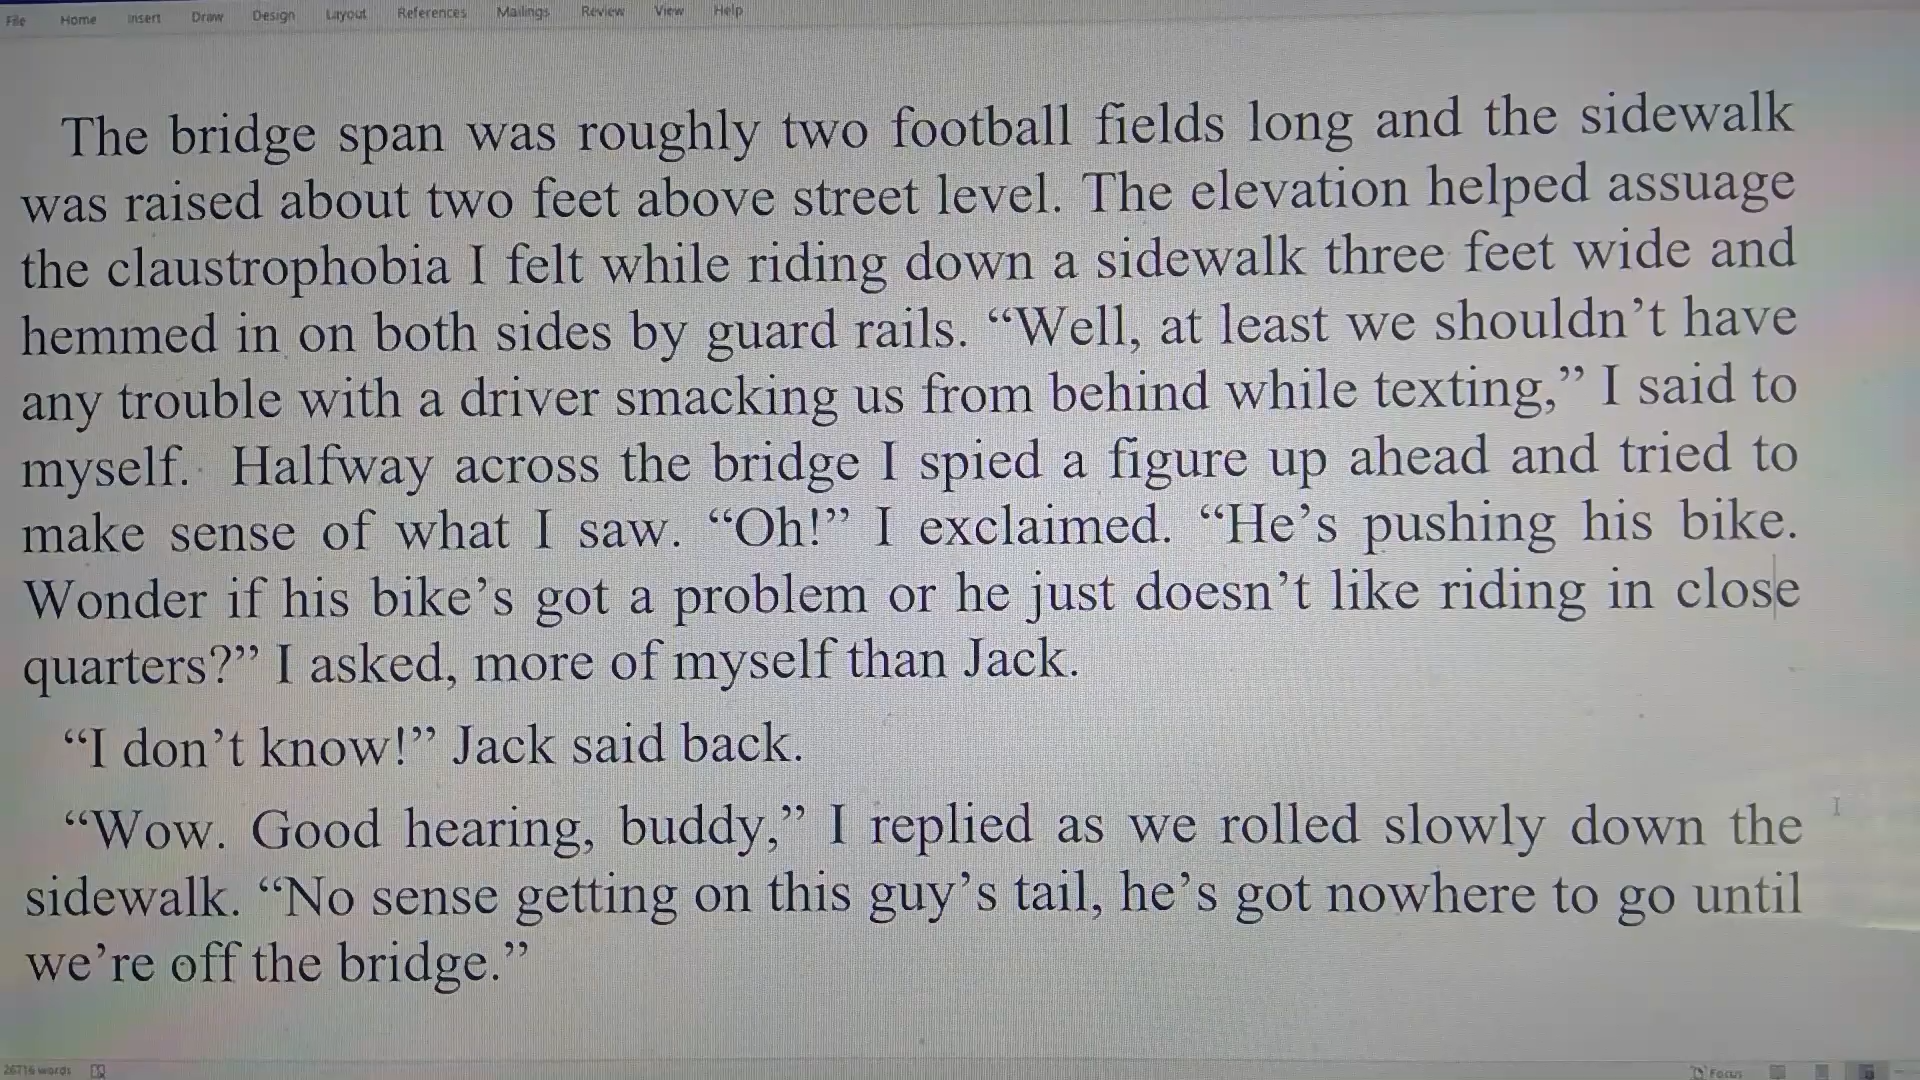 File Home Insert Draw Design Layout References Mailings Review View Help
The bridge span was roughly two football fields long and the sidewalk
was raised about two feet above street level. The elevation helped assuage
the claustrophobia I felt while riding down a sidewalk three feet wide and
hemmed in on both sides by guard rails. “Well, at least we shouldn’t have
any trouble with a driver smacking us from behind while texting,” I said to
myself. Halfway across the bridge I spied a figure up ahead and tried to
make sense of what I saw. “Oh!” I exclaimed. “He’s pushing his bike.
Wonder if his bike’s got a problem or he just doesn’t like riding in close
quarters?” I asked, more of myself than Jack.
“I don’t know!” Jack said back.
“Wow. Good hearing, buddy,” I replied as we rolled slowly down the
sidewalk. “No sense getting on this guy’s tail, he’s got nowhere to go until
we’re off the bridge.”
26716 words Focus